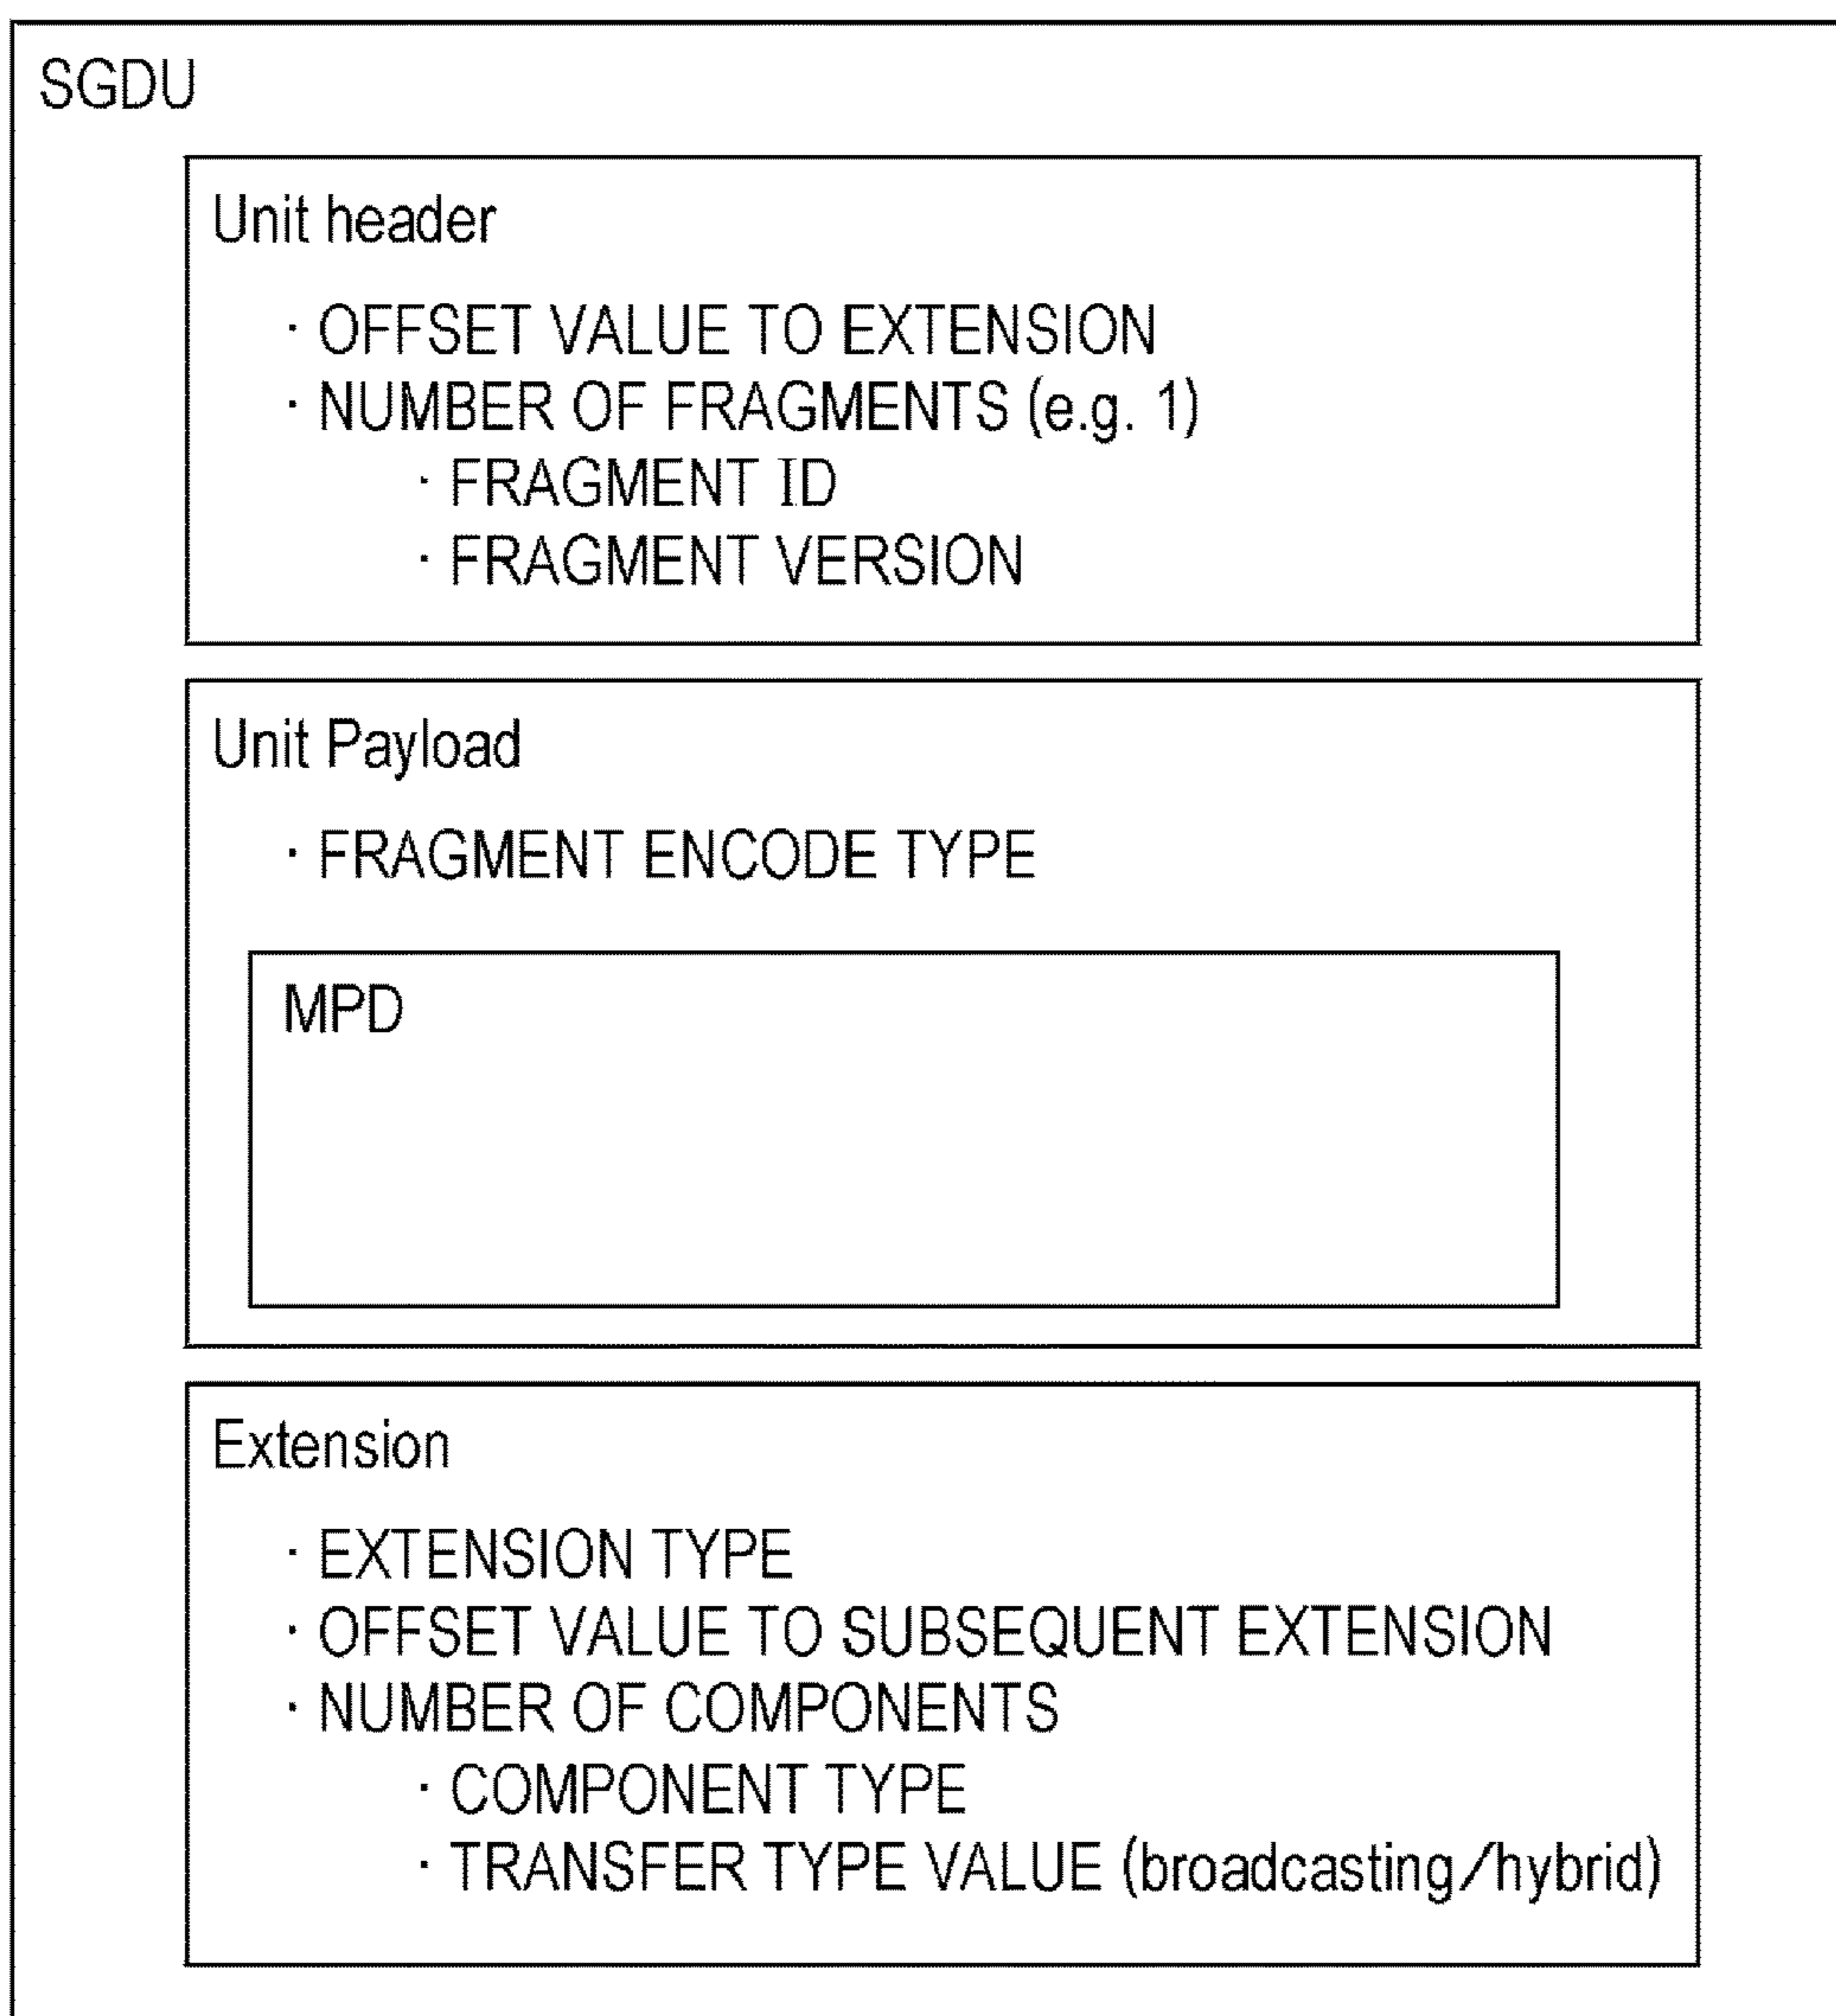 SGDU
Unit header
· OFFSET VALUE TO EXTENSION
· NUMBER OF FRAGMENTS (e.g. 1)
· FRAGMENT ID
· FRAGMENT VERSION
Unit Payload
· FRAGMENT ENCODE TYPE
MPD
Extension
· EXTENSION TYPE
· OFFSET VALUE TO SUBSEQUENT EXTENSION
· NUMBER OF COMPONENTS
· COMPONENT TYPE
· TRANSFER TYPE VALUE (broadcasting/hybrid)